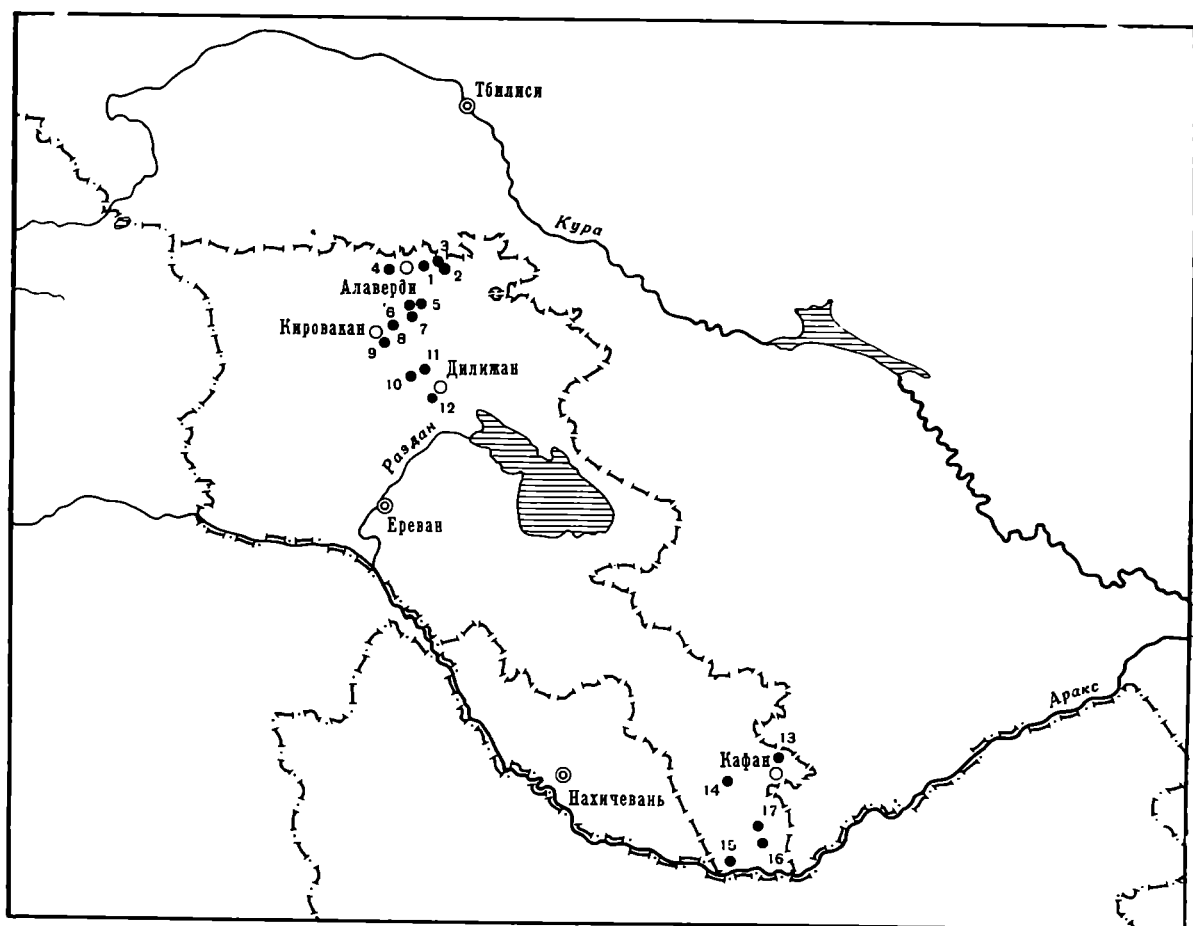 Тбилиси
Кура
3
4
1
2
Алаверди
5
6
7
Кировакан
8
9
11
10
Дилижан
12
Раздан
Ереван
Аракс
13
Кафан
14
Нахичевань
17
15
16